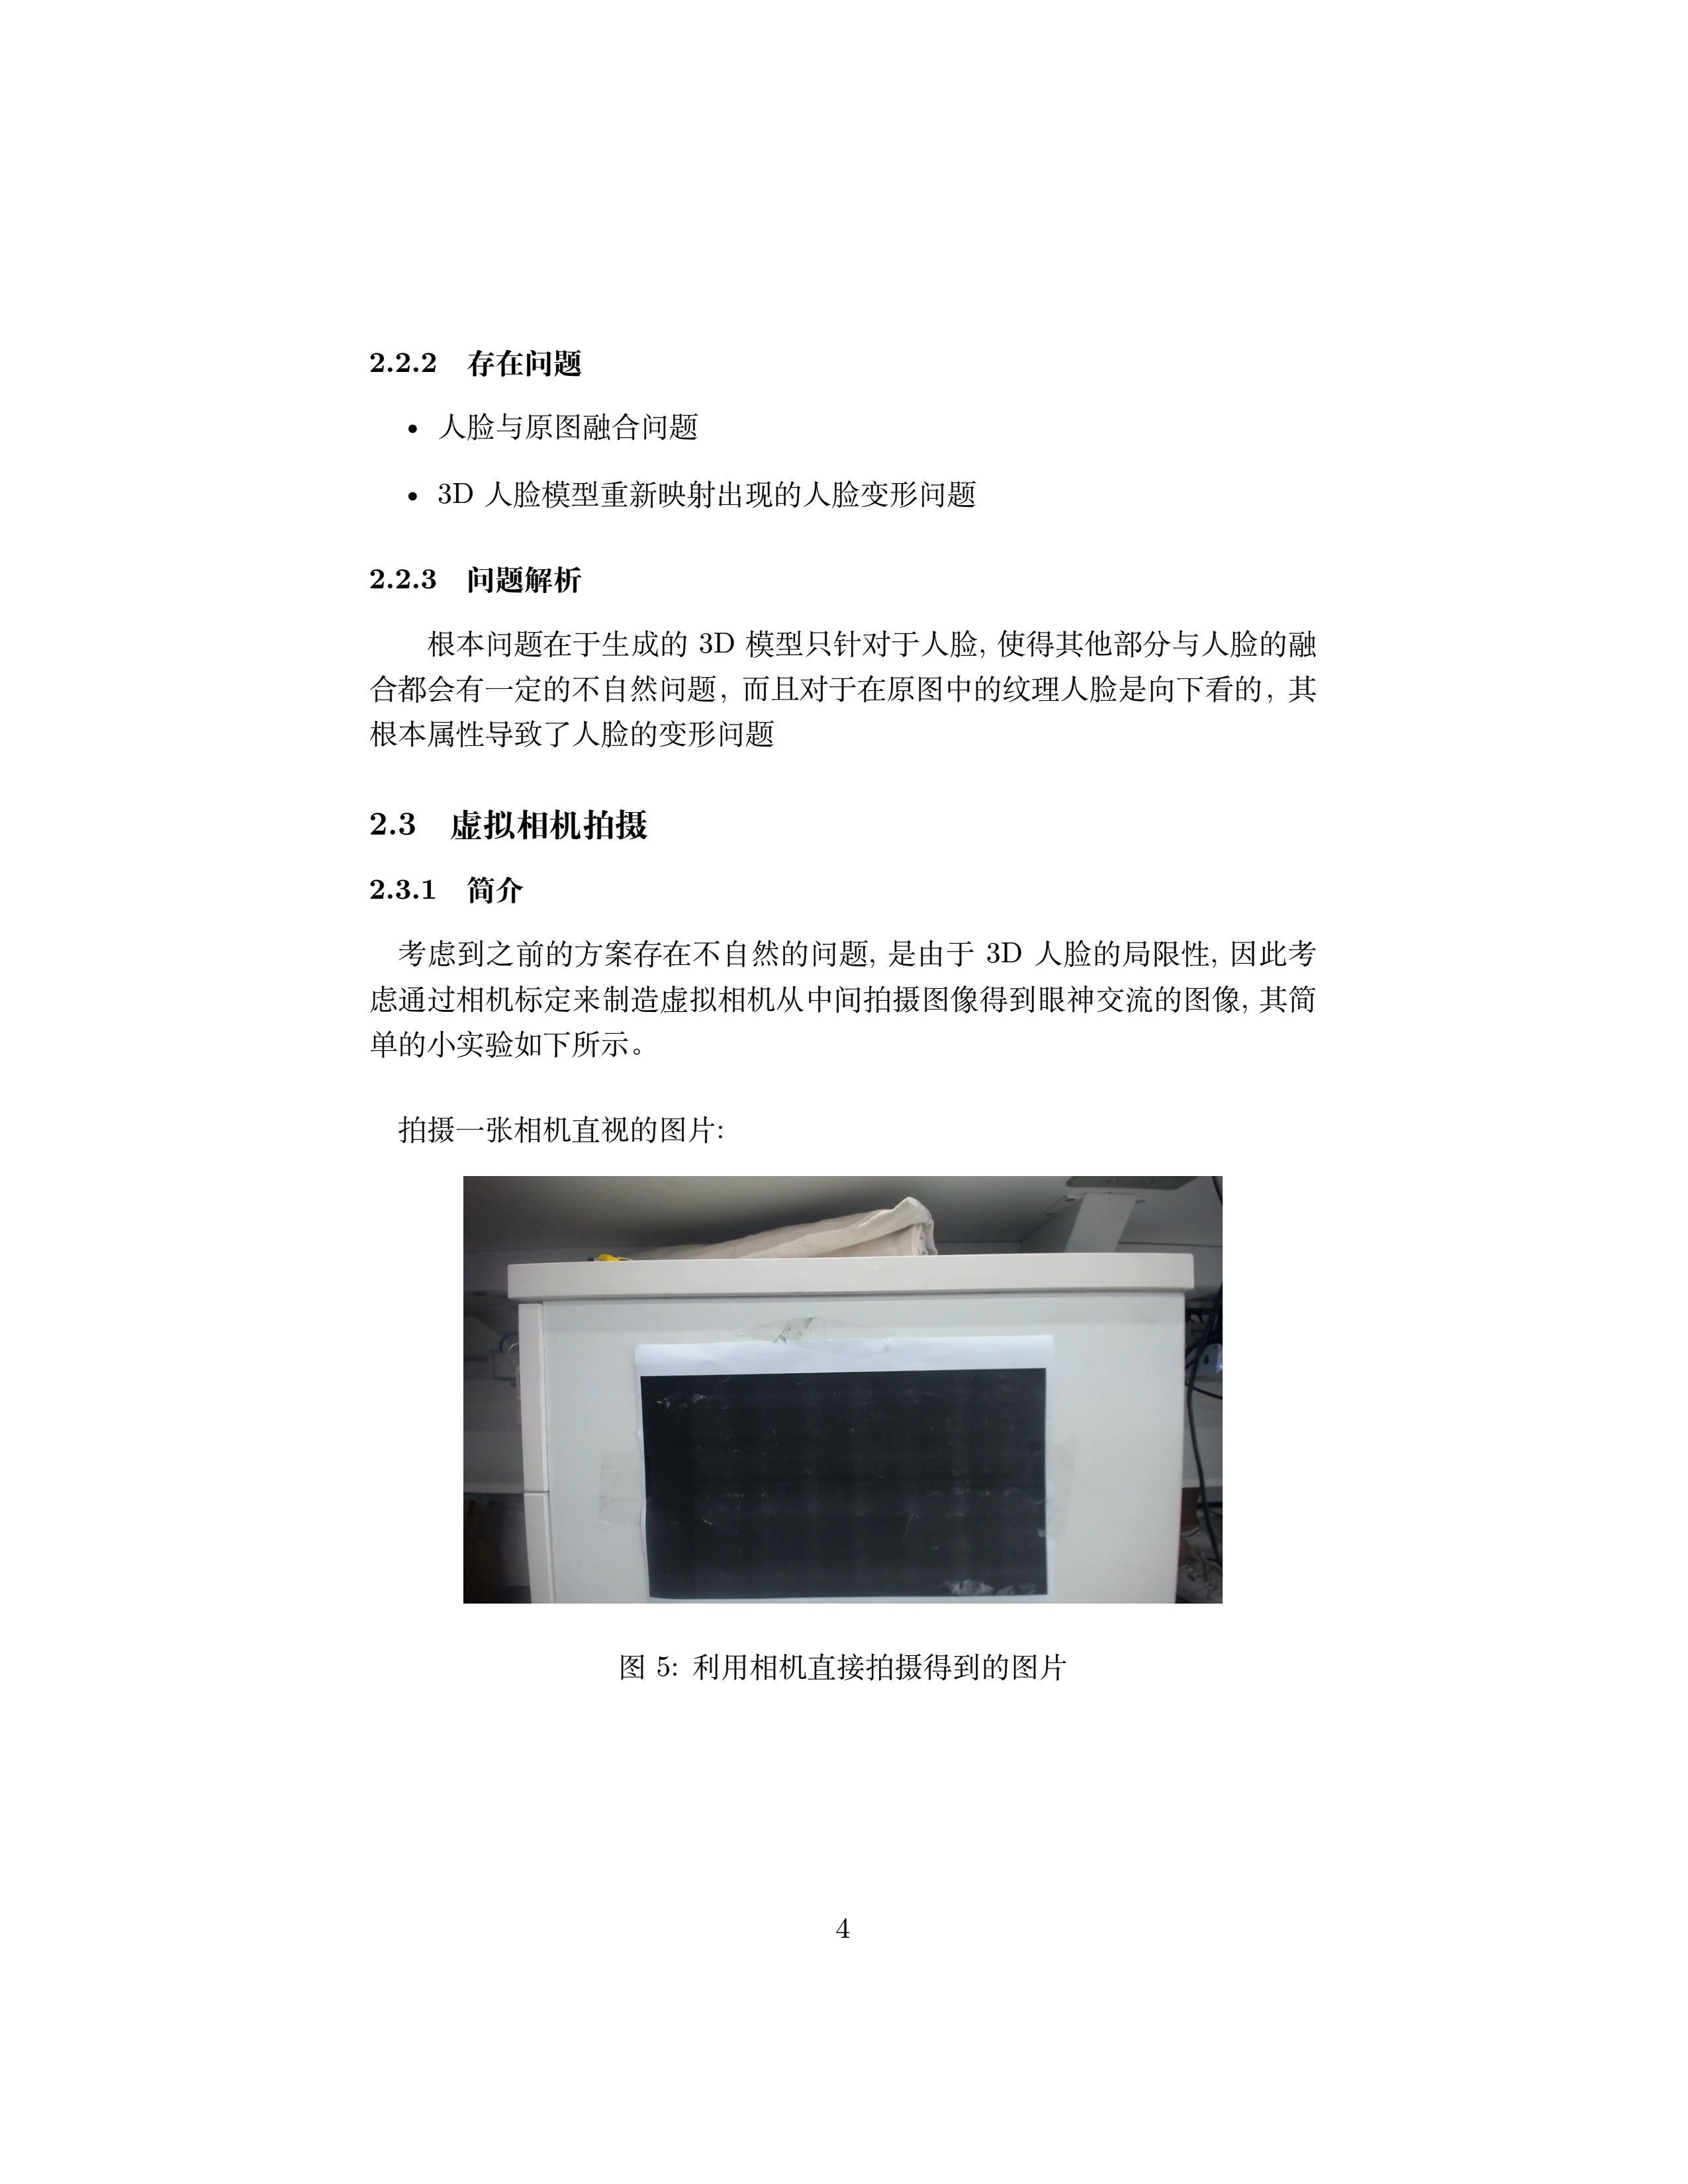 2.2.2 存在问题
• 人脸与原图融合问题
• 3D 人脸模型重新映射出现的人脸变形问题
2.2.3 问题解析
根本问题在于生成的 3D 模型只针对于人脸, 使得其他部分与人脸的融
合都会有一定的不自然问题, 而且对于在原图中的纹理人脸是向下看的, 其
根本属性导致了人脸的变形问题
2.3 虚拟相机拍摄
2.3.1 简介
考虑到之前的方案存在不自然的问题, 是由于 3D 人脸的局限性, 因此考
虑通过相机标定来制造虚拟相机从中间拍摄图像得到眼神交流的图像, 其简
单的小实验如下所示。
拍摄一张相机直视的图片:
图 5: 利用相机直接拍摄得到的图片
4